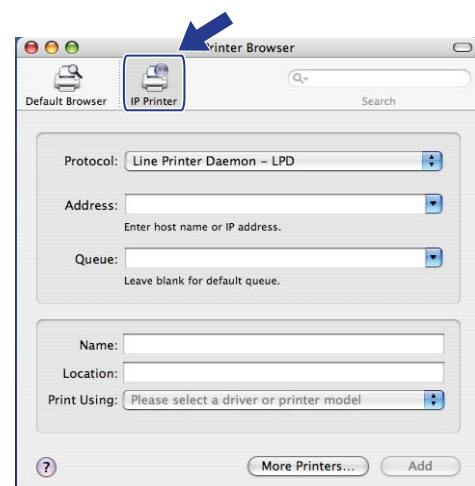 Printer Browser
Default Browser
IP Printer
Search
Protocol: Line Printer Daemon – LPD
Address:
Enter host name or IP address.
Queue:
Leave blank for default queue.
Name:
Location:
Print Using: Please select a driver or printer model
? More Printers... Add